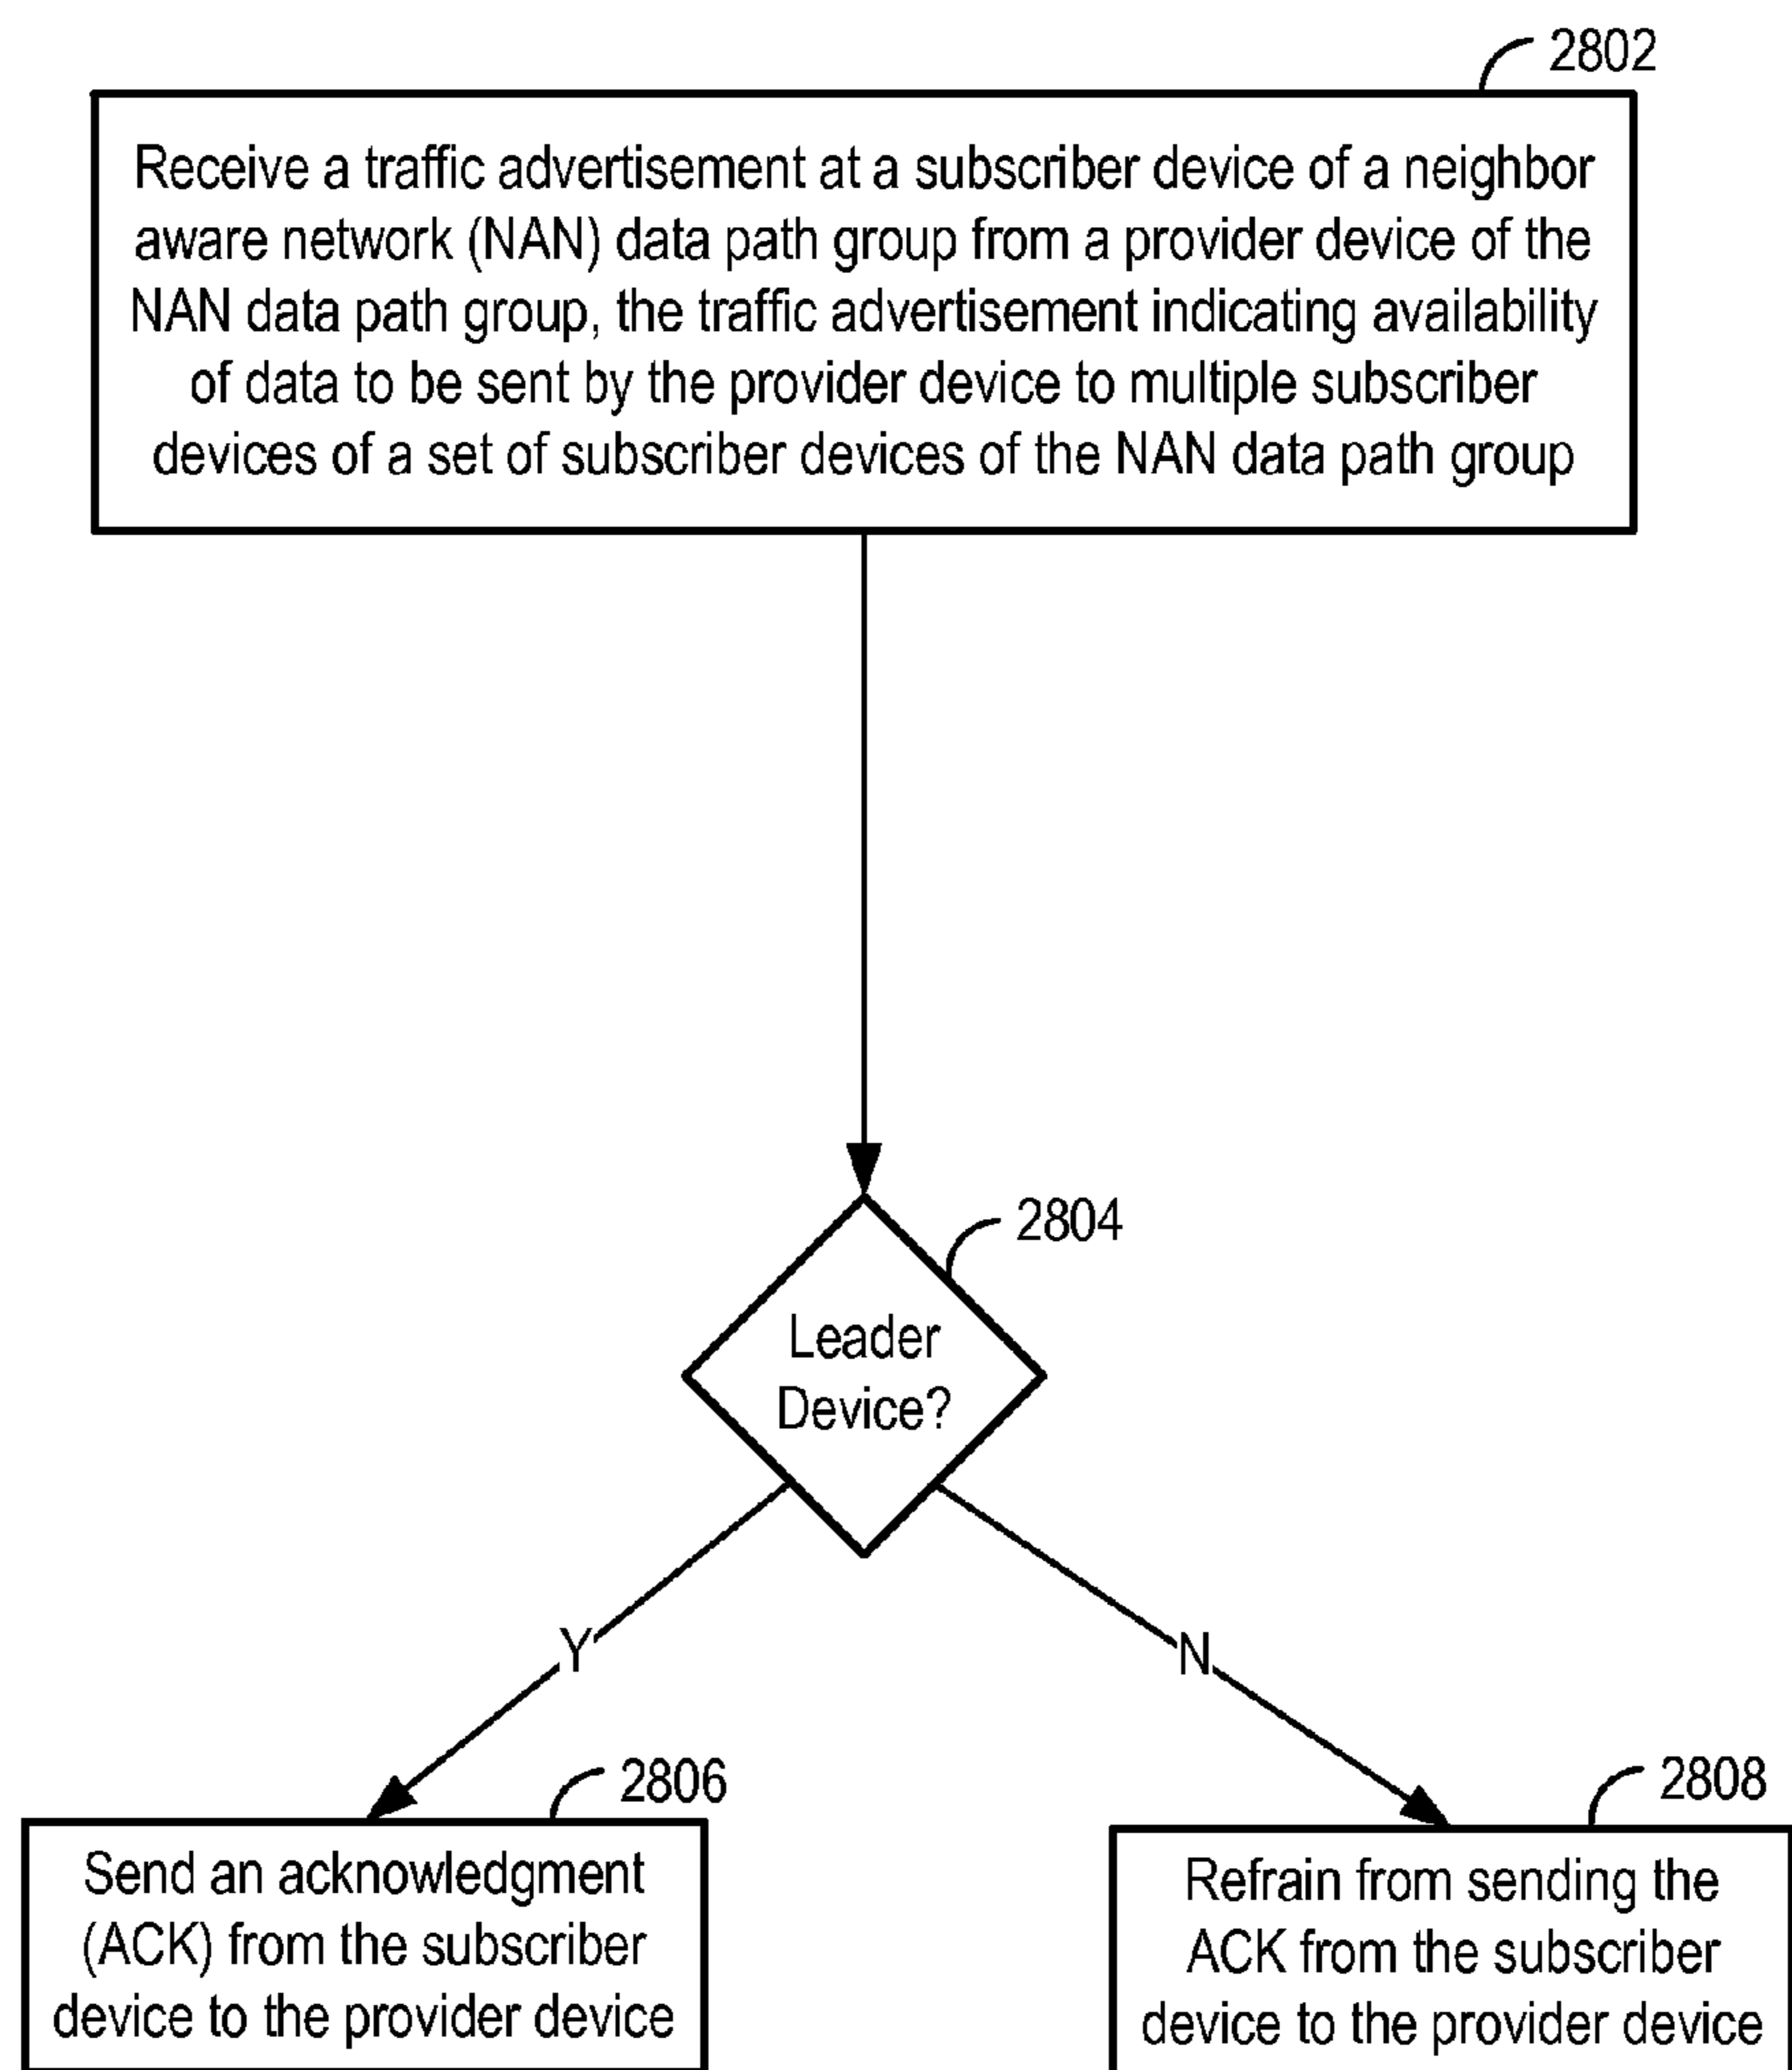 2802
Receive a traffic advertisement at a subscriber device of a neighbor
aware network (NAN) data path group from a provider device of the
NAN data path group, the traffic advertisement indicating availability
of data to be sent by the provider device to multiple subscriber
devices of a set of subscriber devices of the NAN data path group
2804
Leader
Device?
Y
N
2806
Send an acknowledgment
(ACK) from the subscriber
device to the provider device
2808
Refrain from sending the
ACK from the subscriber
device to the provider device